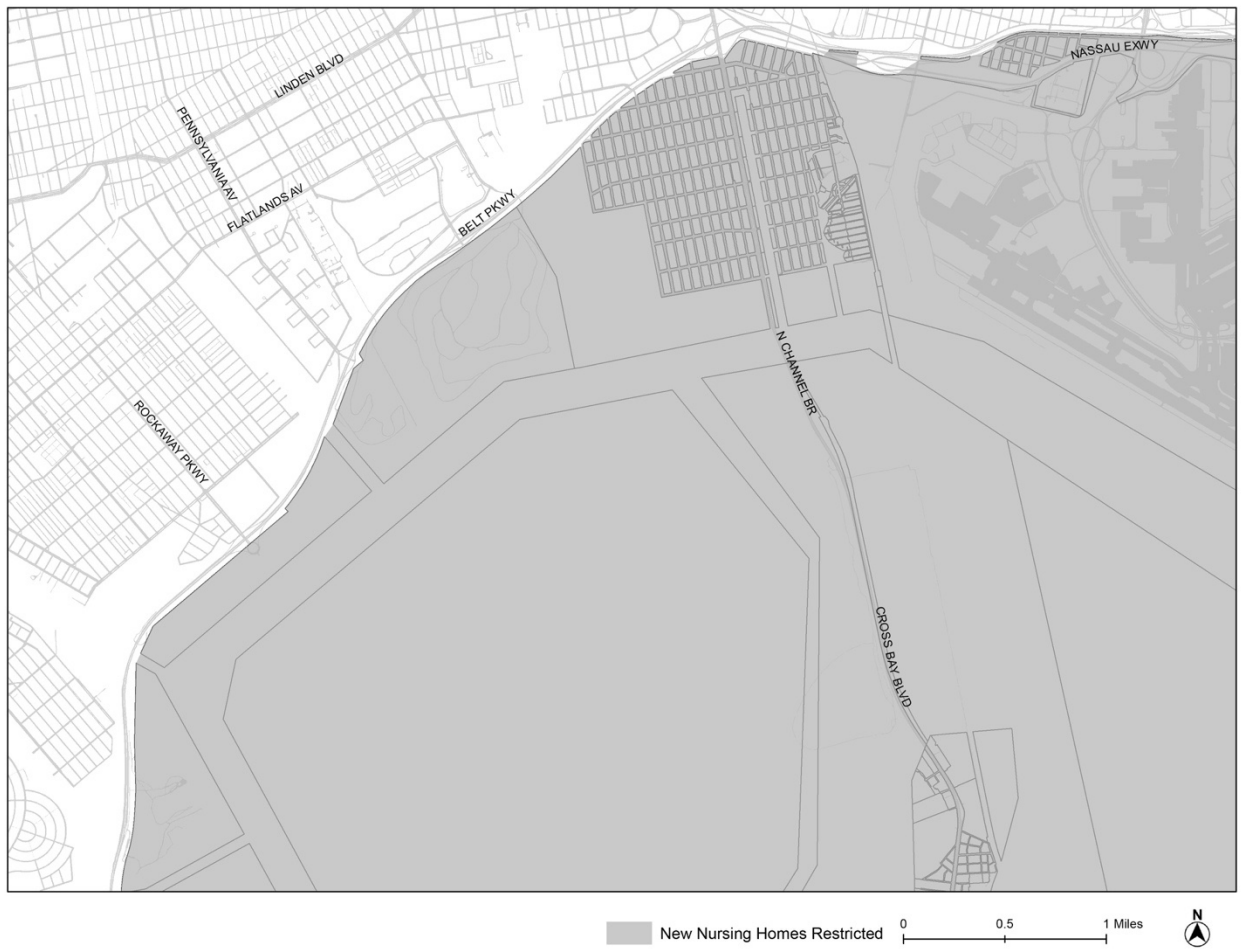 NASSAU EXWY
LINDEN BLVD
PENNSYLVANIA AV
FLATLANDS AV
BELT PKWY
N CHANNEL BR
ROCKAWAY PKWY
CROSS BAY BLVD
New Nursing Homes Restricted
0 0.5 1 Miles
N